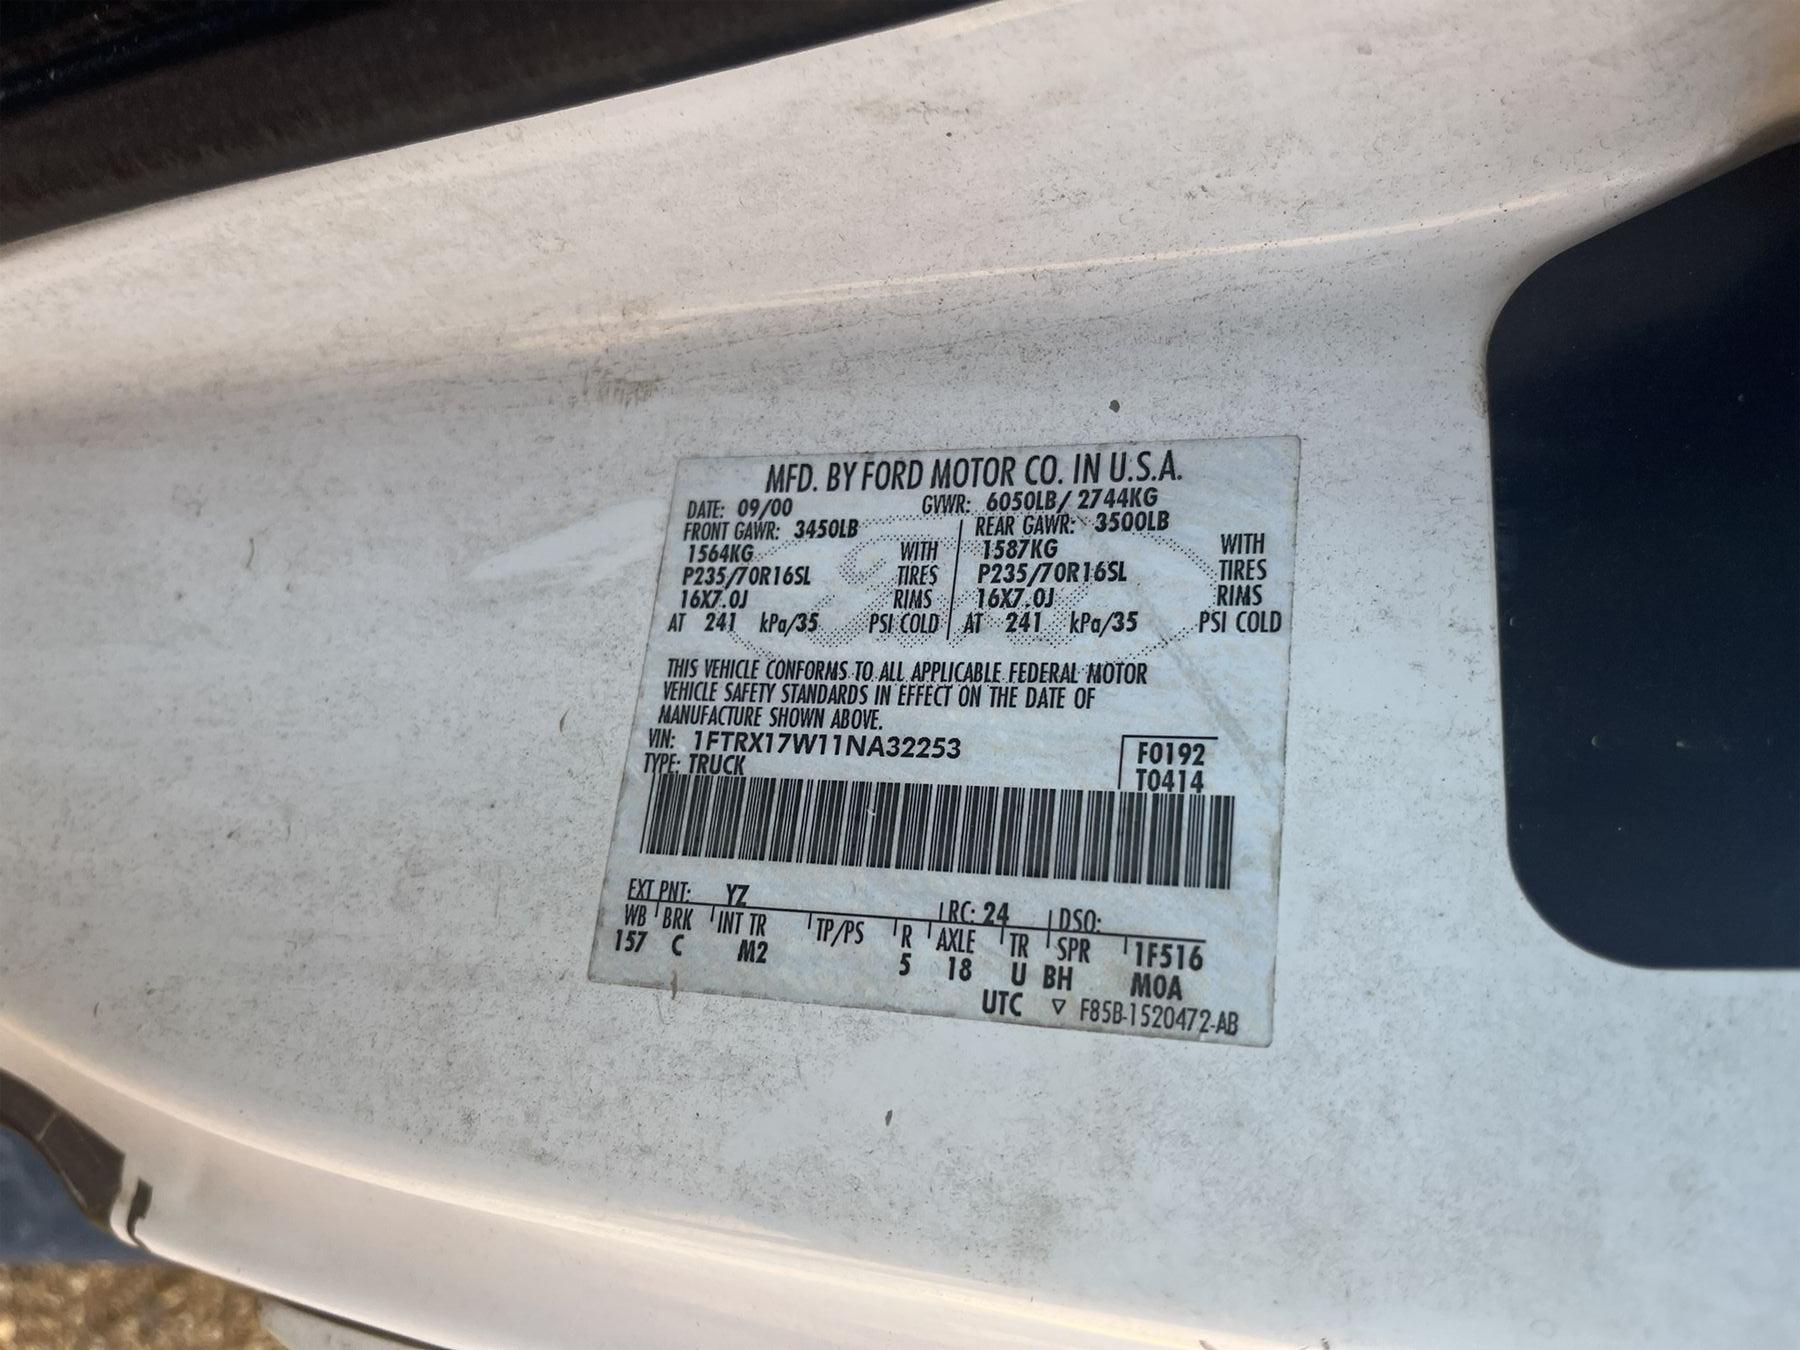 MFD. BY FORD MOTOR CO. IN U.S.A.
DATE: 09/00 GVWR: 6050LB/ 2744KG
FRONT GAWR: 3450LB REAR GAWR: 3500LB
1564KG WITH 1587KG WITH
P235/70R16SL TIRES P235/70R16SL TIRES
16X7.0J RIMS 16X7.0J RIMS
AT 241 kPa/35 PSI COLD AT 241 kPa/35 PSI COLD
THIS VEHICLE CONFORMS TO ALL APPLICABLE FEDERAL MOTOR
VEHICLE SAFETY STANDARDS IN EFFECT ON THE DATE OF
MANUFACTURE SHOWN ABOVE.
VIN: 1FTRX17W11NA32253 F0192
TYPE: TRUCK T0414
EXT PNT: YZ RC: 24 DSO:
WB BRK INT TR TP/PS R AXLE TR SPR 1F516
157 C M2 5 18 U BH M0A
UTC ▽ F85B-1520472-AB